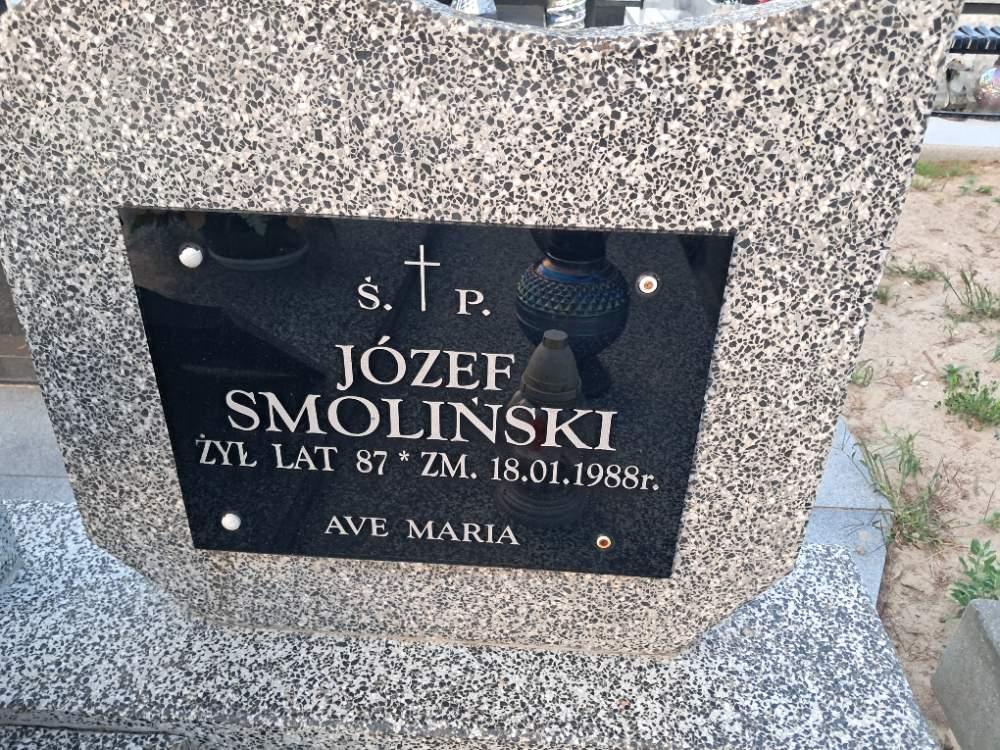 Ś. P.
JÓZEF
SMOLIŃSKI
ŻYŁ LAT 87 * ZM. 18.01.1988r.
AVE MARIA